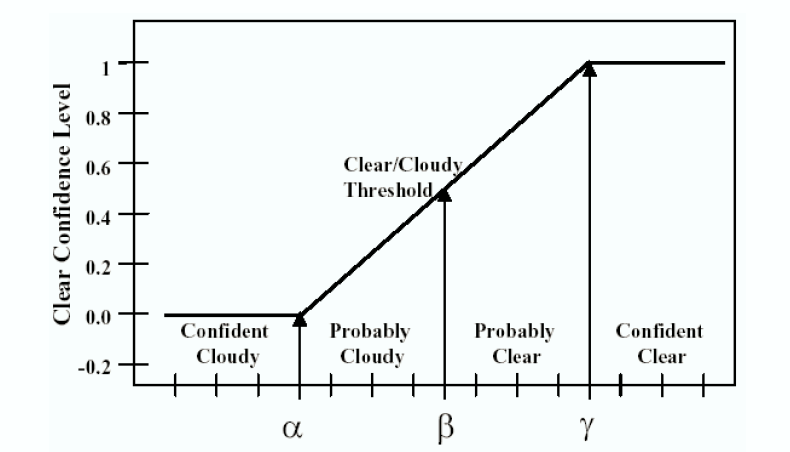 Clear Confidence Level
1
0.8
0.6
0.4
0.2
0.0
-0.2
Clear/Cloudy
Threshold
Confident
Cloudy
Probably
Cloudy
Probably
Clear
Confident
Clear
α
β
γ